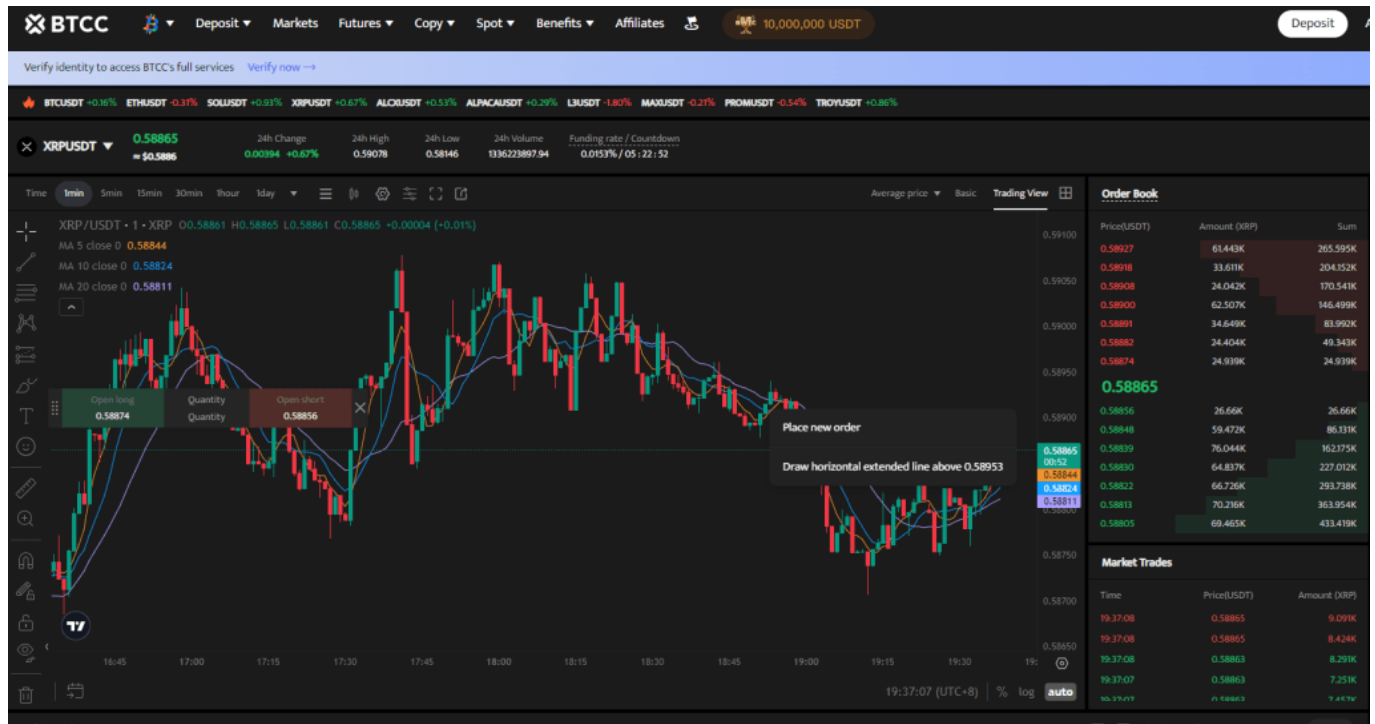 BTCC Deposit Markets Futures Copy Spot Benefits Affiliates 10,000,000 USDT Deposit
Verify identity to access BTCC's full services Verify now →
BTCUSDT +0.16% ETHUSDT -0.31% SOLUSDT +0.93% XRPUSDT +0.67% ALCXUSDT +0.53% ALPACAUSDT +0.29% L3USDT -1.80% MAXUSDT -0.21% PROMUSDT -0.54% TROYUSDT +0.86%
XRPUSDT 0.58865 24h Change 24h High 24h Low 24h Volume Funding rate / Countdown
≈ $0.5886 0.00394 +0.67% 0.59078 0.58146 1336223897.94 0.0153% / 05 : 22 : 52
Time 1min 5min 15min 30min 1hour 1day Average price Basic Trading View
XRP/USDT • 1 • XRP O0.58861 H0.58865 L0.58861 C0.58865 +0.00004 (+0.01%)
MA 5 close 0 0.58844
MA 10 close 0 0.58824
MA 20 close 0 0.58811
Open long Quantity Open short
0.58874 Quantity 0.58856
Place new order
Draw horizontal extended line above 0.58953
0.59100
0.59050
0.59000
0.58950
0.58900
0.58865
00:52
0.58844
0.58824
0.58811
0.58800
0.58750
0.58700
0.58650
16:45 17:00 17:15 17:30 17:45 18:00 18:15 18:30 18:45 19:00 19:15 19:30 19:
19:37:07 (UTC+8) % log auto
Order Book
Price(USDT) Amount (XRP) Sum
0.58927 61.443K 265.595K
0.58918 33.611K 204.152K
0.58908 24.042K 170.541K
0.58900 62.507K 146.499K
0.58891 34.649K 83.992K
0.58882 24.404K 49.343K
0.58874 24.939K 24.939K
0.58865
0.58856 26.66K 26.66K
0.58848 59.472K 86.131K
0.58839 76.044K 162.175K
0.58830 64.837K 227.012K
0.58822 66.726K 293.738K
0.58813 70.216K 363.954K
0.58805 69.465K 433.419K
Market Trades
Time Price(USDT) Amount (XRP)
19:37:08 0.58865 9.091K
19:37:08 0.58865 8.424K
19:37:08 0.58863 8.291K
19:37:07 0.58863 7.251K
19:37:07 0.58863 7.457K